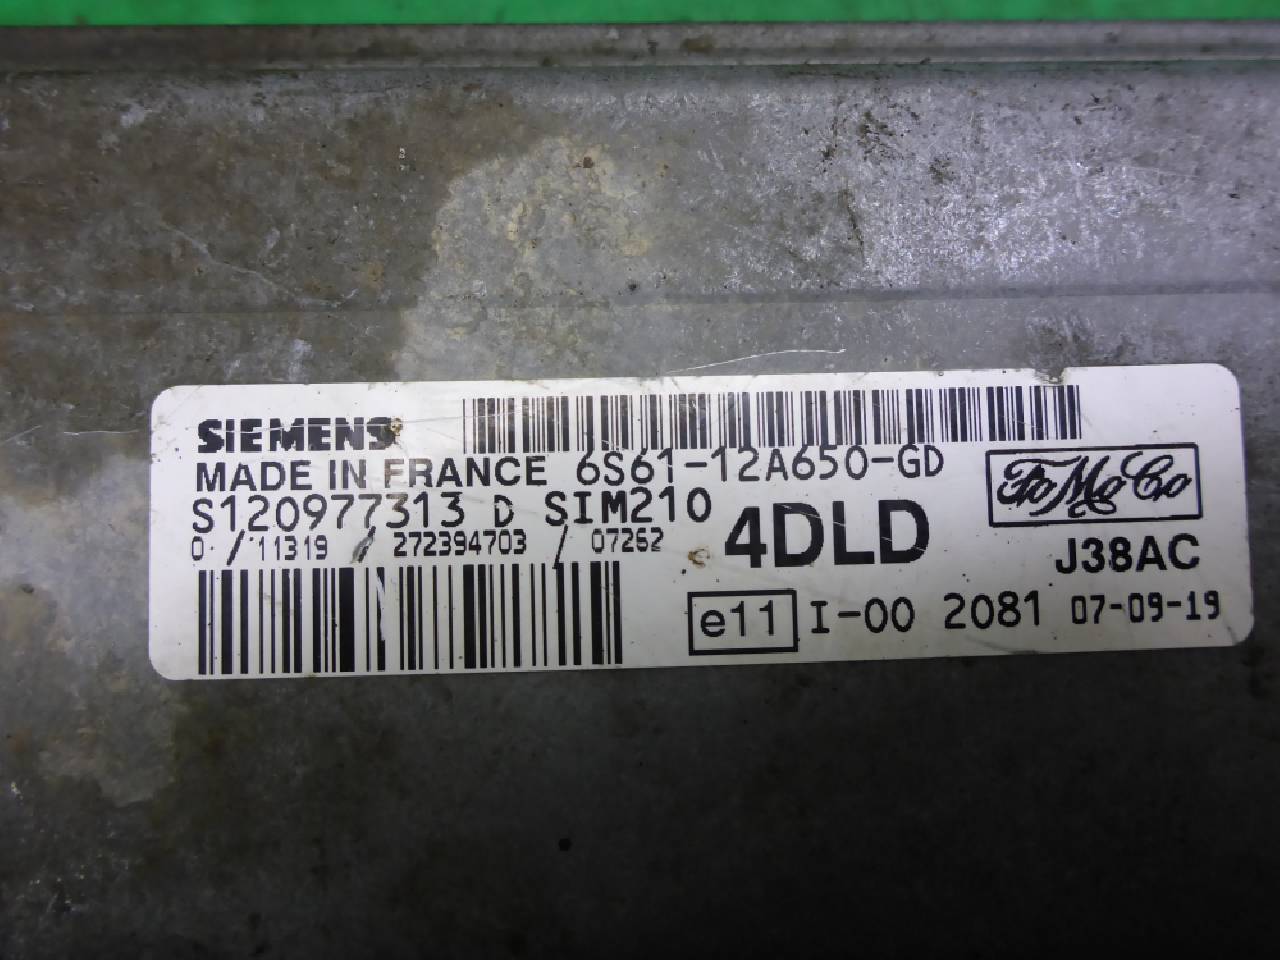 SIEMENS
MADE IN FRANCE 6S61-12A650-GD
S120977313 D SIM210
0 / 11319 / 272394703 / 07262
4DLD
FoMoCo
J38AC
e11 I-00 2081 07-09-19